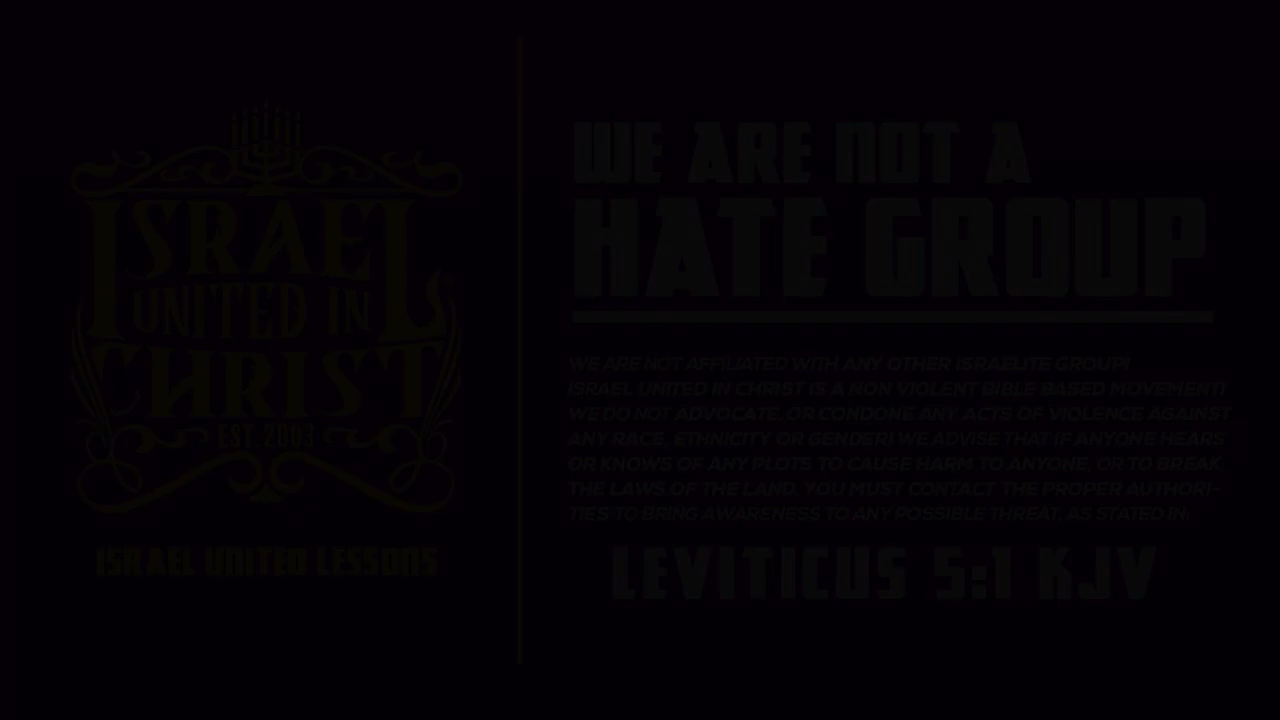 ISRAEL
UNITED IN
CHRIST
EST. 2003
ISRAEL UNITED LESSONS
WE ARE NOT A
HATE GROUP
WE ARE NOT AFFILIATED WITH ANY OTHER ISRAELITE GROUP!
ISRAEL UNITED IN CHRIST IS A NON VIOLENT BIBLE BASED MOVEMENT!
WE DO NOT ADVOCATE OR CONDONE ANY ACTS OF VIOLENCE AGAINST
ANY RACE, ETHNICITY OR GENDER! WE ADVISE THAT IF ANYONE HEARS
OR KNOWS OF ANY PLOTS TO CAUSE HARM TO ANYONE, OR TO BREAK
THE LAWS OF THE LAND, YOU MUST CONTACT THE PROPER AUTHORI-
TIES TO BRING AWARENESS TO ANY POSSIBLE THREAT, AS STATED IN:
LEVITICUS 5:1 KJV